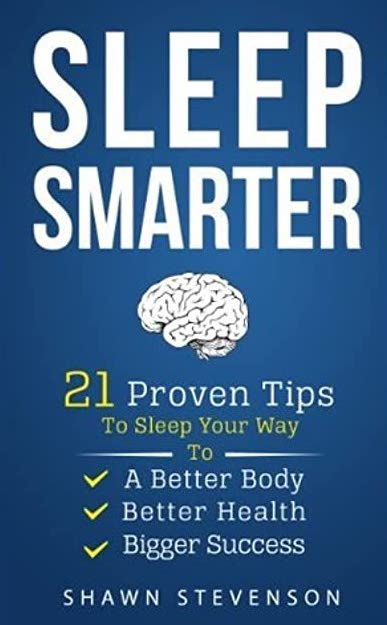 SLEEP
SMARTER
21 Proven Tips
To Sleep Your Way
To
A Better Body
Better Health
Bigger Success
SHAWN STEVENSON